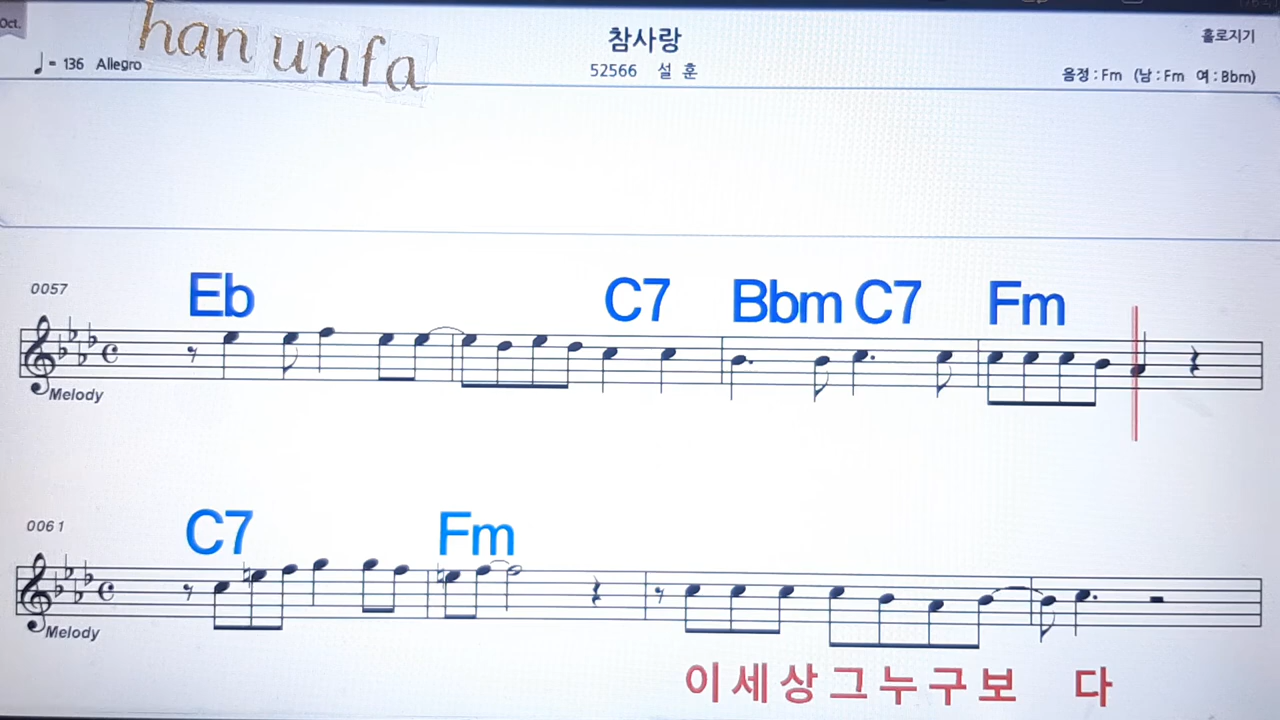 Oct.
han unfa
참사랑
홀로지기
♩= 136 Allegro
52566 설 훈
음정 : Fm (남 : Fm 여 : Bbm)
0057
Eb C7 Bbm C7 Fm
Melody
0061
C7 Fm
Melody
이 세 상 그 누 구 보 다